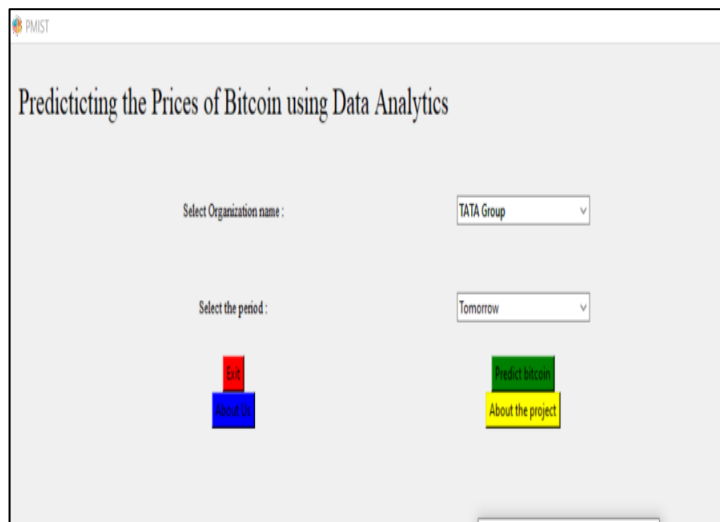 PMIST
Predicticting the Prices of Bitcoin using Data Analytics
Select Organization name :
TATA Group
Select the period :
Tomorrow
Exit
Predict bitcoin
About Us
About the project